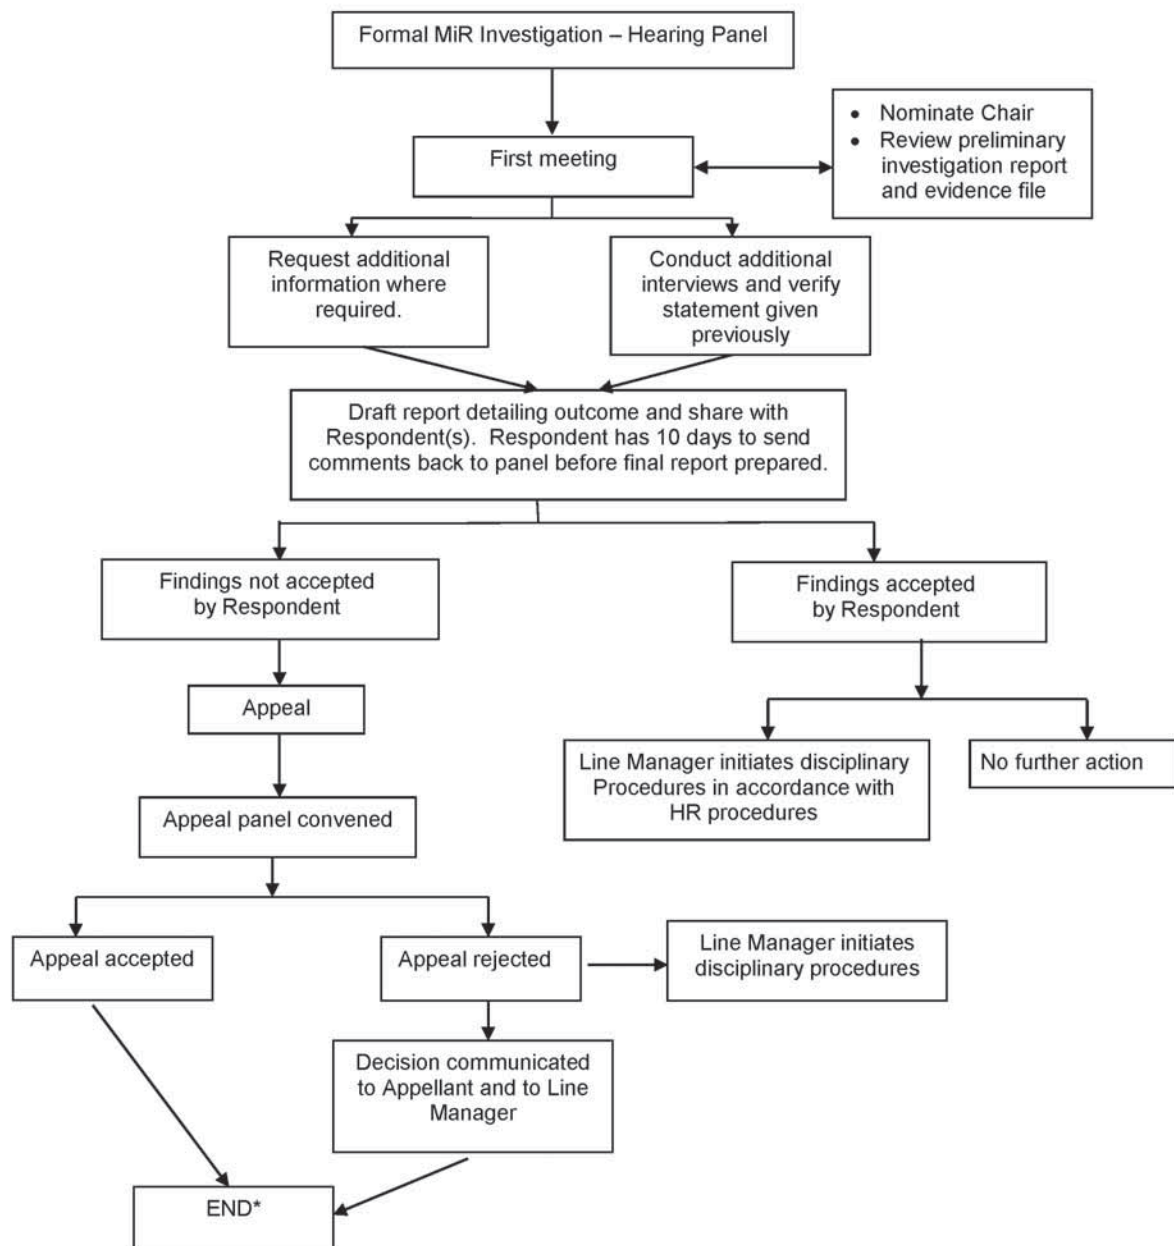 Formal MiR Investigation – Hearing Panel
First meeting
• Nominate Chair
• Review preliminary
investigation report
and evidence file
Request additional
information where
required.
Conduct additional
interviews and verify
statement given
previously
Draft report detailing outcome and share with
Respondent(s).  Respondent has 10 days to send
comments back to panel before final report prepared.
Findings not accepted
by Respondent
Findings accepted
by Respondent
Appeal
Line Manager initiates disciplinary
Procedures in accordance with
HR procedures
No further action
Appeal panel convened
Appeal accepted
Appeal rejected
Line Manager initiates
disciplinary procedures
Decision communicated
to Appellant and to Line
Manager
END*